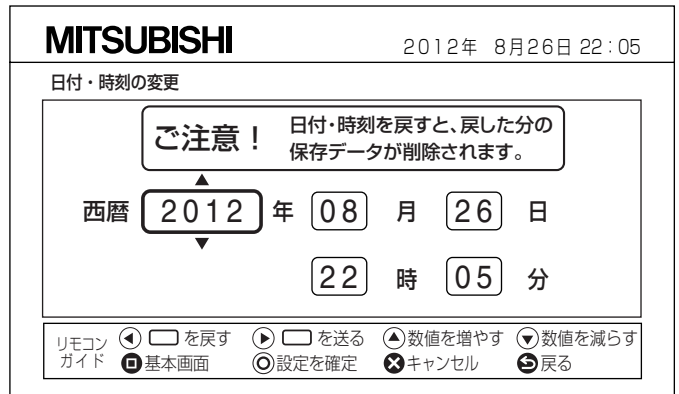 MITSUBISHI 2012年 8月26日 22:05
日付・時刻の変更
ご注意！ 日付・時刻を戻すと、戻した分の
保存データが削除されます。
西暦 2012 年 08 月 26 日
22 時 05 分
リモコン
ガイド
を戻す を送る 数値を増やす 数値を減らす
基本画面 設定を確定 キャンセル 戻る